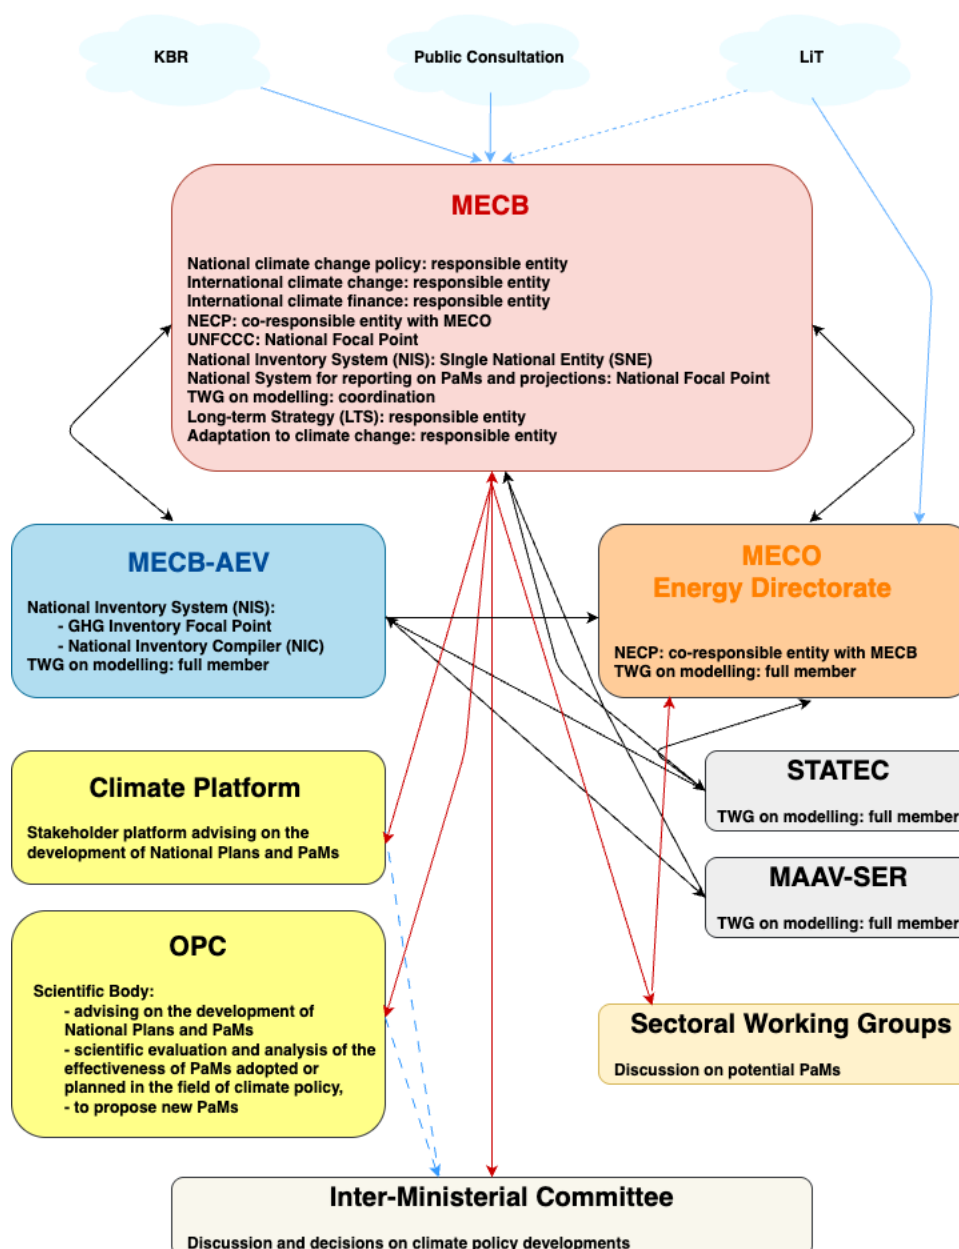 KBR
Public Consultation
LiT
MECB
National climate change policy: responsible entity
International climate change: responsible entity
International climate finance: responsible entity
NECP: co-responsible entity with MECO
UNFCCC: National Focal Point
National Inventory System (NIS): SIngle National Entity (SNE)
National System for reporting on PaMs and projections: National Focal Point
TWG on modelling: coordination
Long-term Strategy (LTS): responsible entity
Adaptation to climate change: responsible entity
MECB-AEV
National Inventory System (NIS):
- GHG Inventory Focal Point
- National Inventory Compiler (NIC)
TWG on modelling: full member
MECO
Energy Directorate
NECP: co-responsible entity with MECB
TWG on modelling: full member
Climate Platform
Stakeholder platform advising on the
development of National Plans and PaMs
STATEC
TWG on modelling: full member
MAAV-SER
TWG on modelling: full member
OPC
Scientific Body:
- advising on the development of
National Plans and PaMs
- scientific evaluation and analysis of the
effectiveness of PaMs adopted or
planned in the field of climate policy,
- to propose new PaMs
Sectoral Working Groups
Discussion on potential PaMs
Inter-Ministerial Committee
Discussion and decisions on climate policy developments